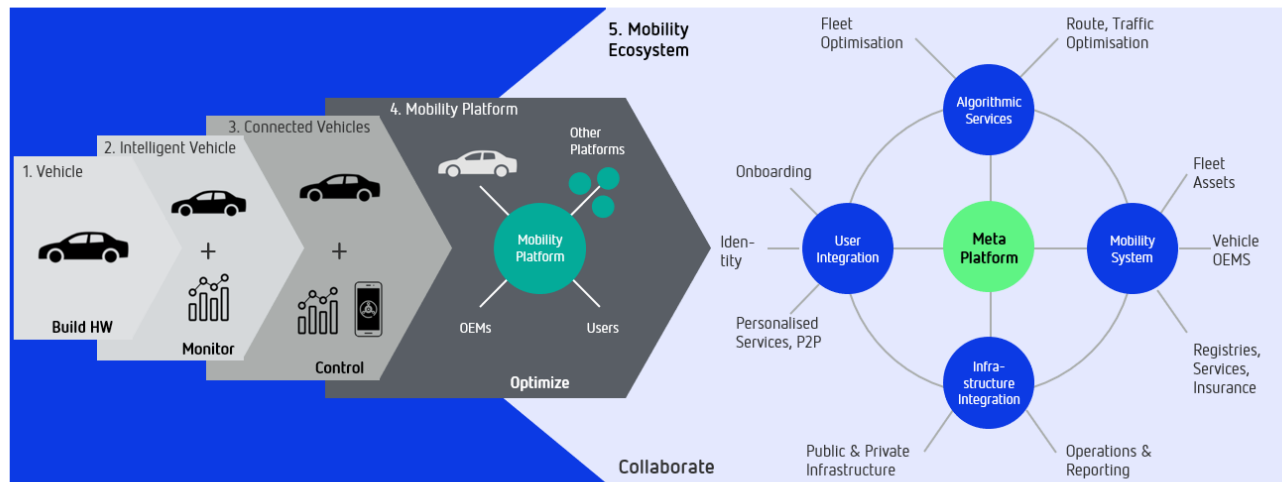 1. Vehicle
Build HW
2. Intelligent Vehicle
+
Monitor
3. Connected Vehicles
+
Control
4. Mobility Platform
Other
Platforms
Mobility
Platform
OEMs
Users
Optimize
5. Mobility
Ecosystem
Collaborate
Fleet
Optimisation
Route, Traffic
Optimisation
Algorithmic
Services
Onboarding
Iden-
tity
Personalised
Services, P2P
User
Integration
Meta
Platform
Mobility
System
Fleet
Assets
Vehicle
OEMS
Registries,
Services,
Insurance
Infra-
structure
Integration
Public & Private
Infrastructure
Operations &
Reporting